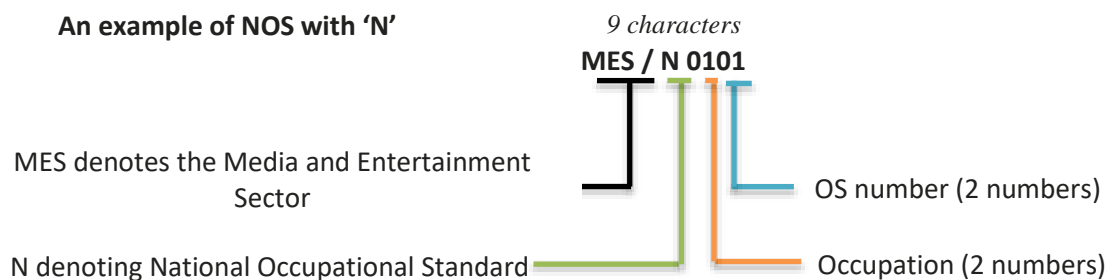 An example of NOS with ‘N’
9 characters
MES / N 0101
MES denotes the Media and Entertainment
Sector
OS number (2 numbers)
N denoting National Occupational Standard
Occupation (2 numbers)